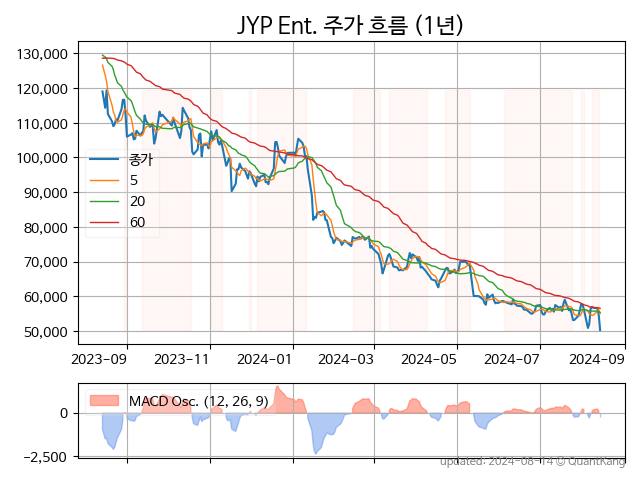 JYP Ent. 주가 흐름 (1년)
130,000
120,000
110,000
100,000
90,000
80,000
70,000
60,000
50,000
종가
5
20
60
2023-09 2023-11 2024-01 2024-03 2024-05 2024-07 2024-09
MACD Osc. (12, 26, 9)
0
−2,500
updated: 2024-08-14 © QuantKang